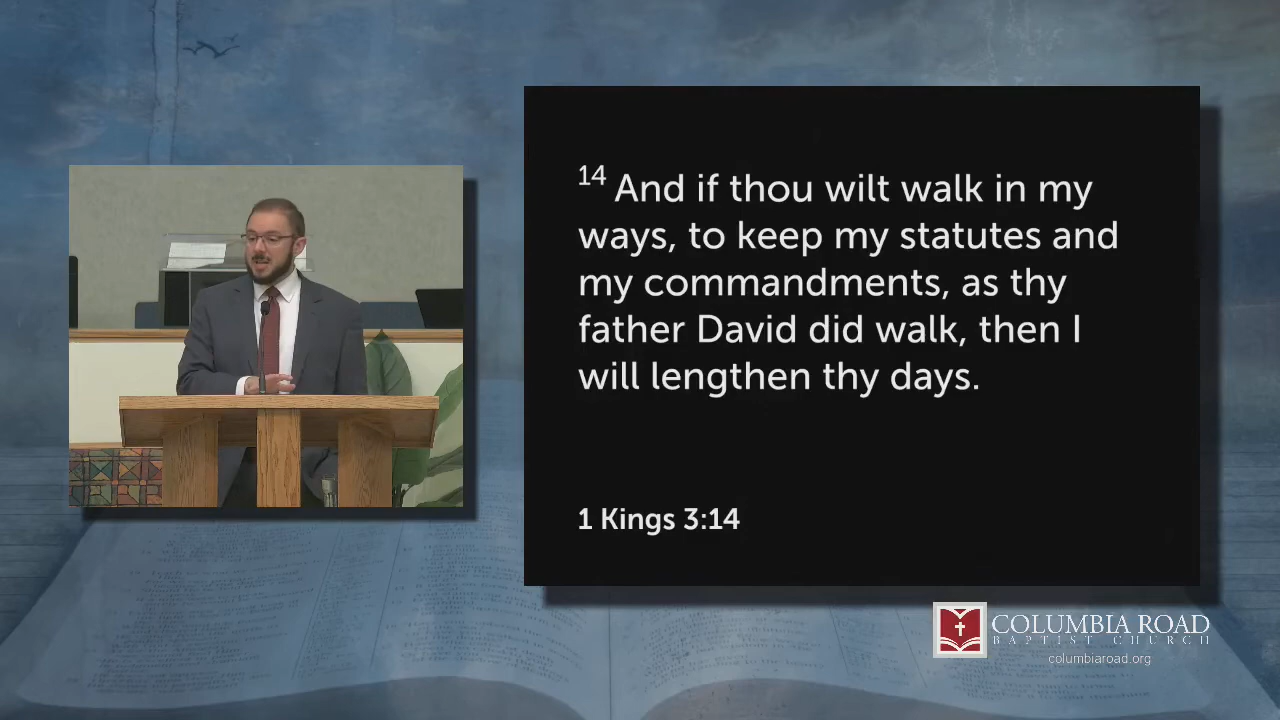 14 And if thou wilt walk in my
ways, to keep my statutes and
my commandments, as thy
father David did walk, then I
will lengthen thy days.
1 Kings 3:14
COLUMBIA ROAD
BAPTIST CHURCH
columbiaroad.org